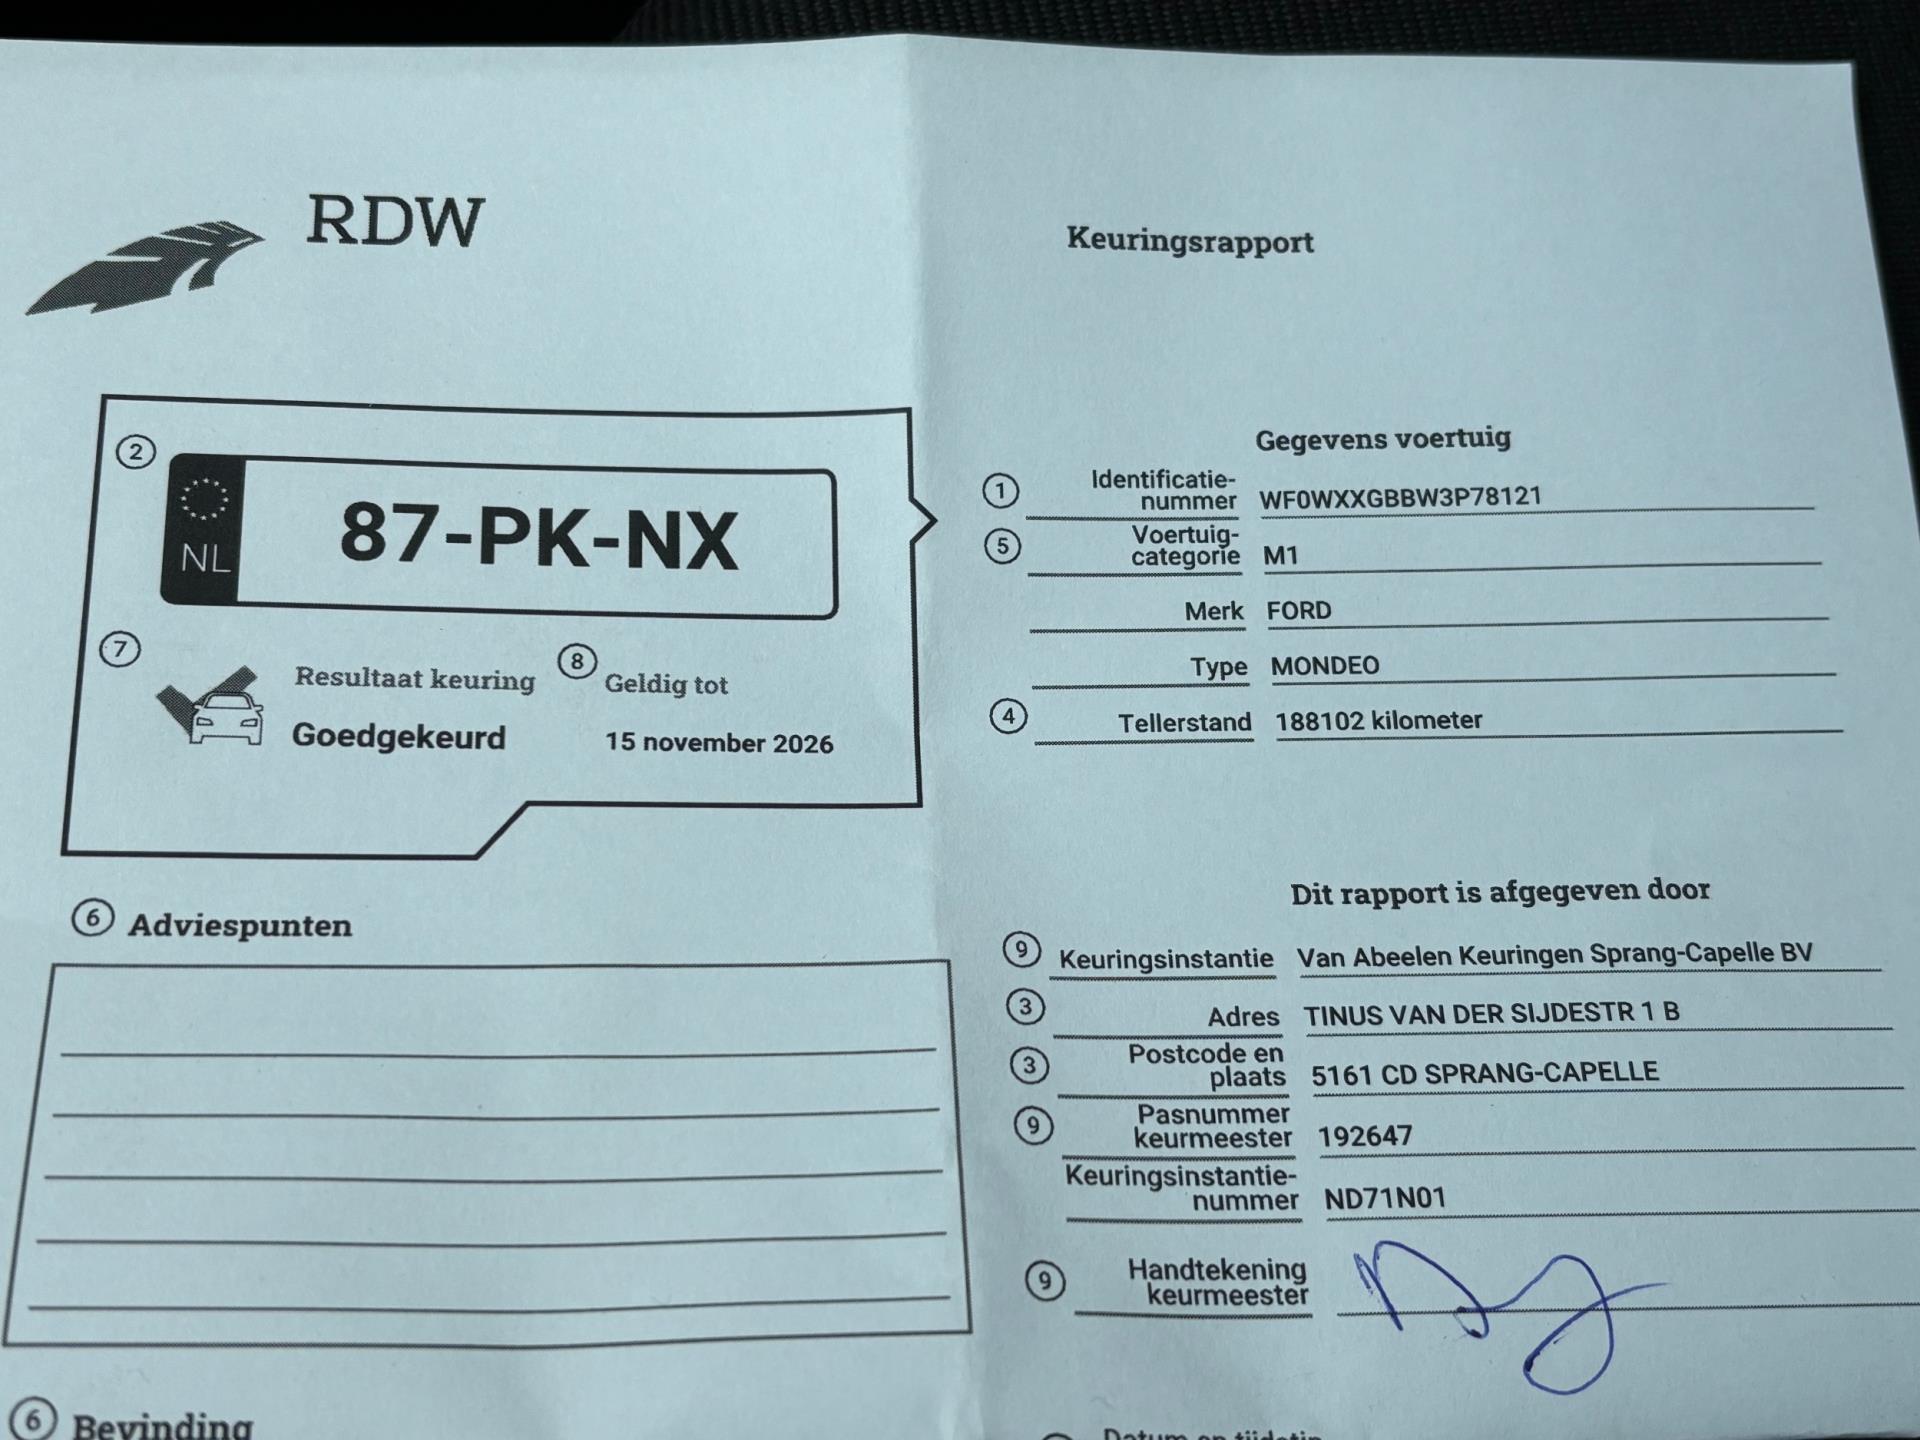 RDW
Keuringsrapport
2
NL
87-PK-NX
7
Resultaat keuring
Goedgekeurd
8
Geldig tot
15 november 2026
Gegevens voertuig
1
Identificatie-
nummer WF0WXXGBBW3P78121
5
Voertuig-
categorie M1
Merk FORD
Type MONDEO
4 Tellerstand 188102 kilometer
6 Adviespunten
Dit rapport is afgegeven door
9 Keuringsinstantie Van Abeelen Keuringen Sprang-Capelle BV
3 Adres TINUS VAN DER SIJDESTR 1 B
3 Postcode en
plaats 5161 CD SPRANG-CAPELLE
9 Pasnummer
keurmeester 192647
Keuringsinstantie-
nummer ND71N01
9 Handtekening
keurmeester
6 Bevinding
Datum en tijdstip